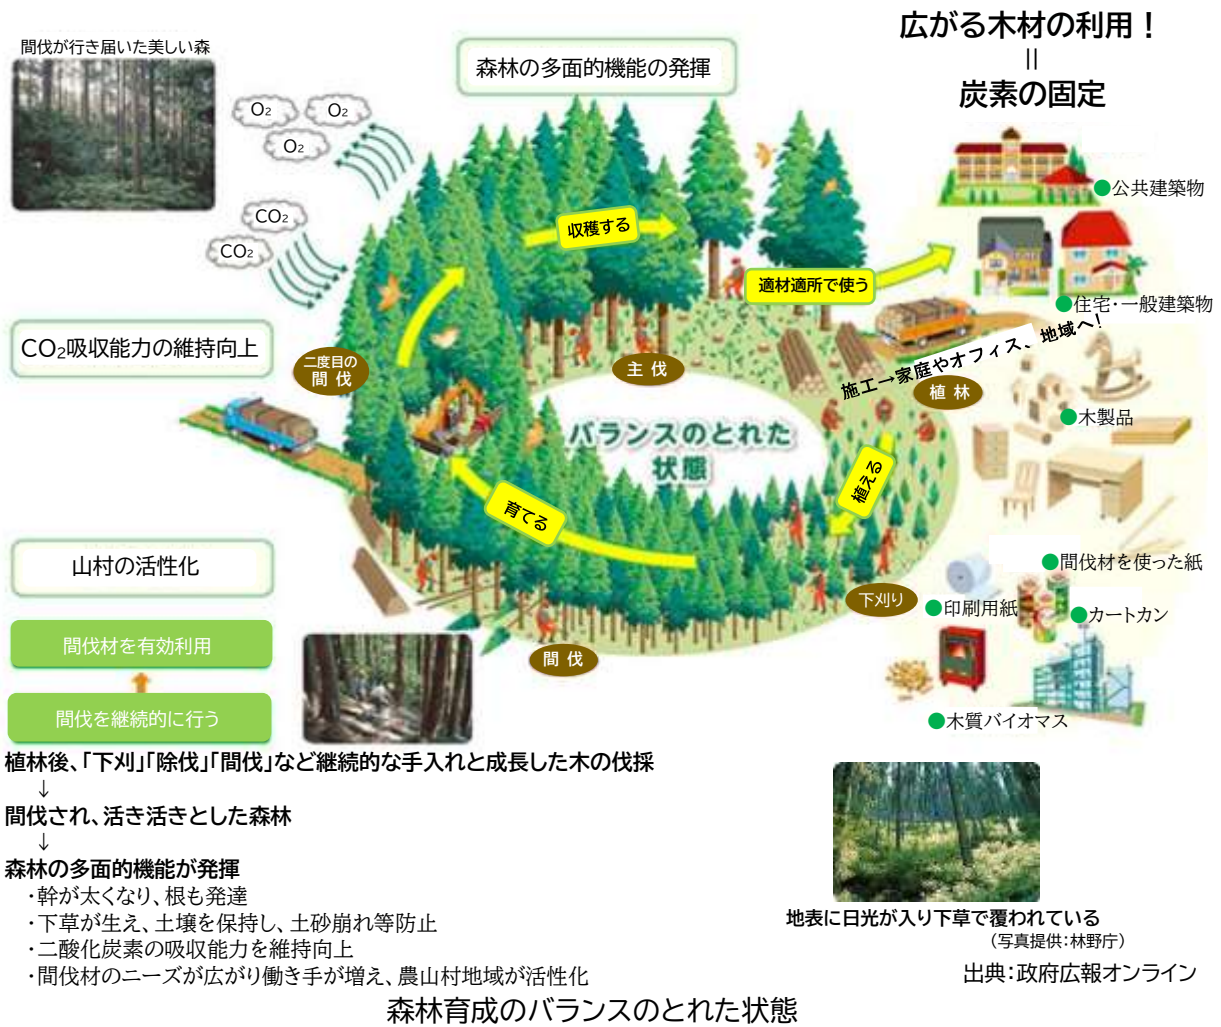 広がる木材の利用！
＝
炭素の固定
間伐が行き届いた美しい森
森林の多面的機能の発揮
O₂
O₂
O₂
CO₂
CO₂
収穫する
適材適所で使う
●公共建築物
●住宅・一般建築物
CO₂吸収能力の維持向上
二度目の
間 伐
主 伐
施工→家庭やオフィス、地域へ！
植 林
●木製品
バランスのとれた
状態
植える
育てる
山村の活性化
●間伐材を使った紙
下刈り
●印刷用紙
●カートカン
間伐材を有効利用
間 伐
間伐を継続的に行う
●木質バイオマス
植林後、「下刈」「除伐」「間伐」など継続的な手入れと成長した木の伐採
↓
間伐され、活き活きとした森林
↓
森林の多面的機能が発揮
・幹が太くなり、根も発達
・下草が生え、土壌を保持し、土砂崩れ等防止
・二酸化炭素の吸収能力を維持向上
・間伐材のニーズが広がり働き手が増え、農山村地域が活性化
地表に日光が入り下草で覆われている
（写真提供：林野庁）
出典：政府広報オンライン
森林育成のバランスのとれた状態